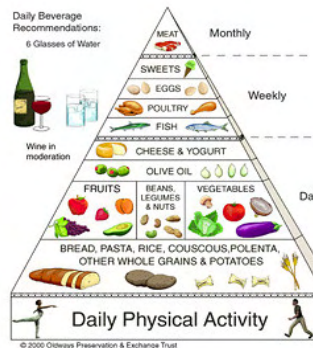 Daily Beverage
Recommendations:
6 Glasses of Water
Wine in
moderation
MEAT
Monthly
SWEETS
EGGS
Weekly
POULTRY
FISH
CHEESE & YOGURT
OLIVE OIL
FRUITS
BEANS,
LEGUMES
& NUTS
VEGETABLES
Da
BREAD, PASTA, RICE, COUSCOUS,POLENTA,
OTHER WHOLE GRAINS & POTATOES
Daily Physical Activity
© 2000 Oldways Preservation & Exchange Trust